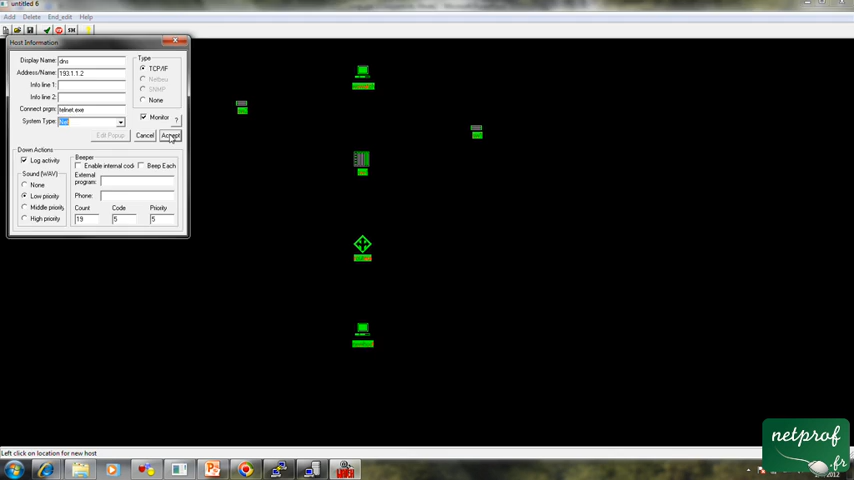 untitled 6
Add Delete End_edit Help
Host Information
Display Name: dns
Type
TCP/IF
Address/Name: 193.1.1.2
Netbeu
Info line 1:
SNMP
Info line 2:
None
Connect prgm: telnet.exe
Monitor ?
System Type: Net
Edit Popup Cancel Accept
Down Actions
Log activity
Beeper
Enable internal code Beep Each
Sound (WAV)
None
External program:
Low priority
Phone:
Middle priority
Count Code Priority
High priority
19 5 5
Left click on location for new host
2012
netprof
.fr